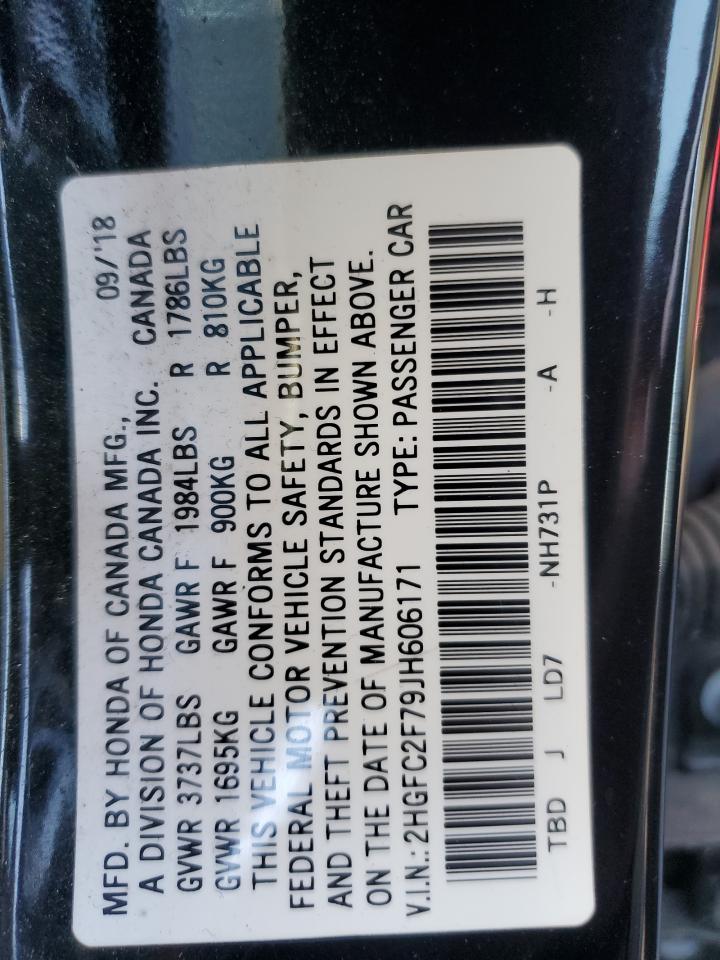 MFD. BY HONDA OF CANADA MFG., 09/'18
A DIVISION OF HONDA CANADA INC. CANADA
GVWR 3737LBS GAWR F 1984LBS R 1786LBS
GVWR 1695KG GAWR F 900KG R 810KG
THIS VEHICLE CONFORMS TO ALL APPLICABLE
FEDERAL MOTOR VEHICLE SAFETY, BUMPER,
AND THEFT PREVENTION STANDARDS IN EFFECT
ON THE DATE OF MANUFACTURE SHOWN ABOVE.
V.I.N.: 2HGFC2F79JH606171 TYPE: PASSENGER CAR
TBD J LD7 -NH731P -A -H